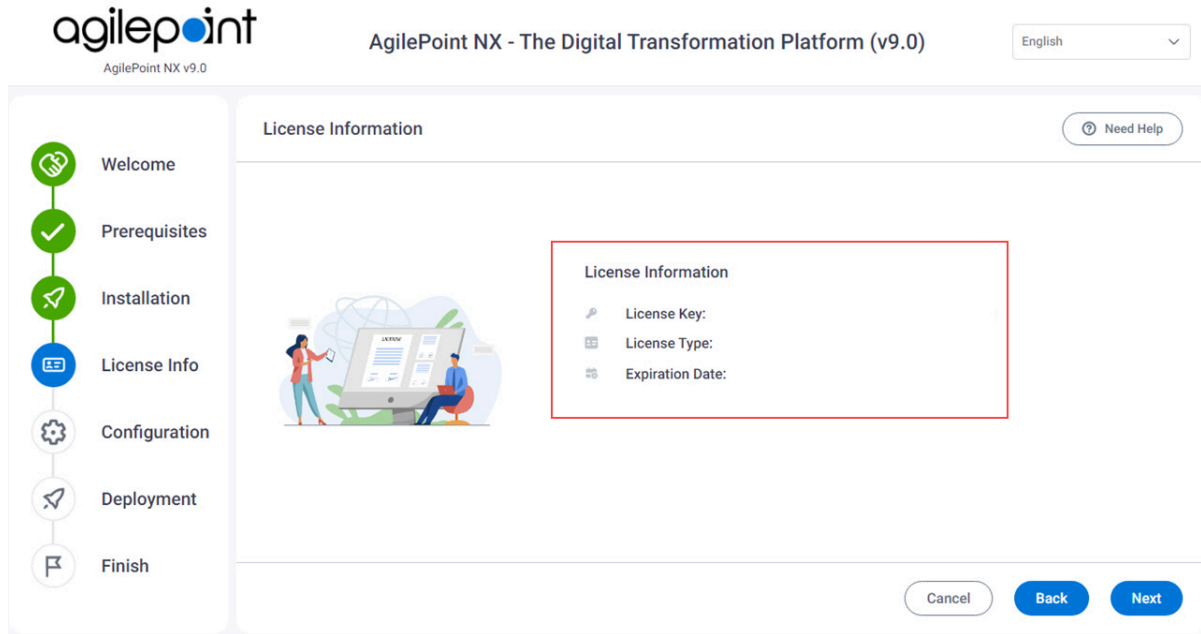 agilepoint
AgilePoint NX v9.0
AgilePoint NX - The Digital Transformation Platform (v9.0)
English
Welcome
Prerequisites
Installation
License Info
Configuration
Deployment
Finish
License Information
Need Help
LICENSE
License Information
License Key:
License Type:
Expiration Date:
Cancel
Back
Next